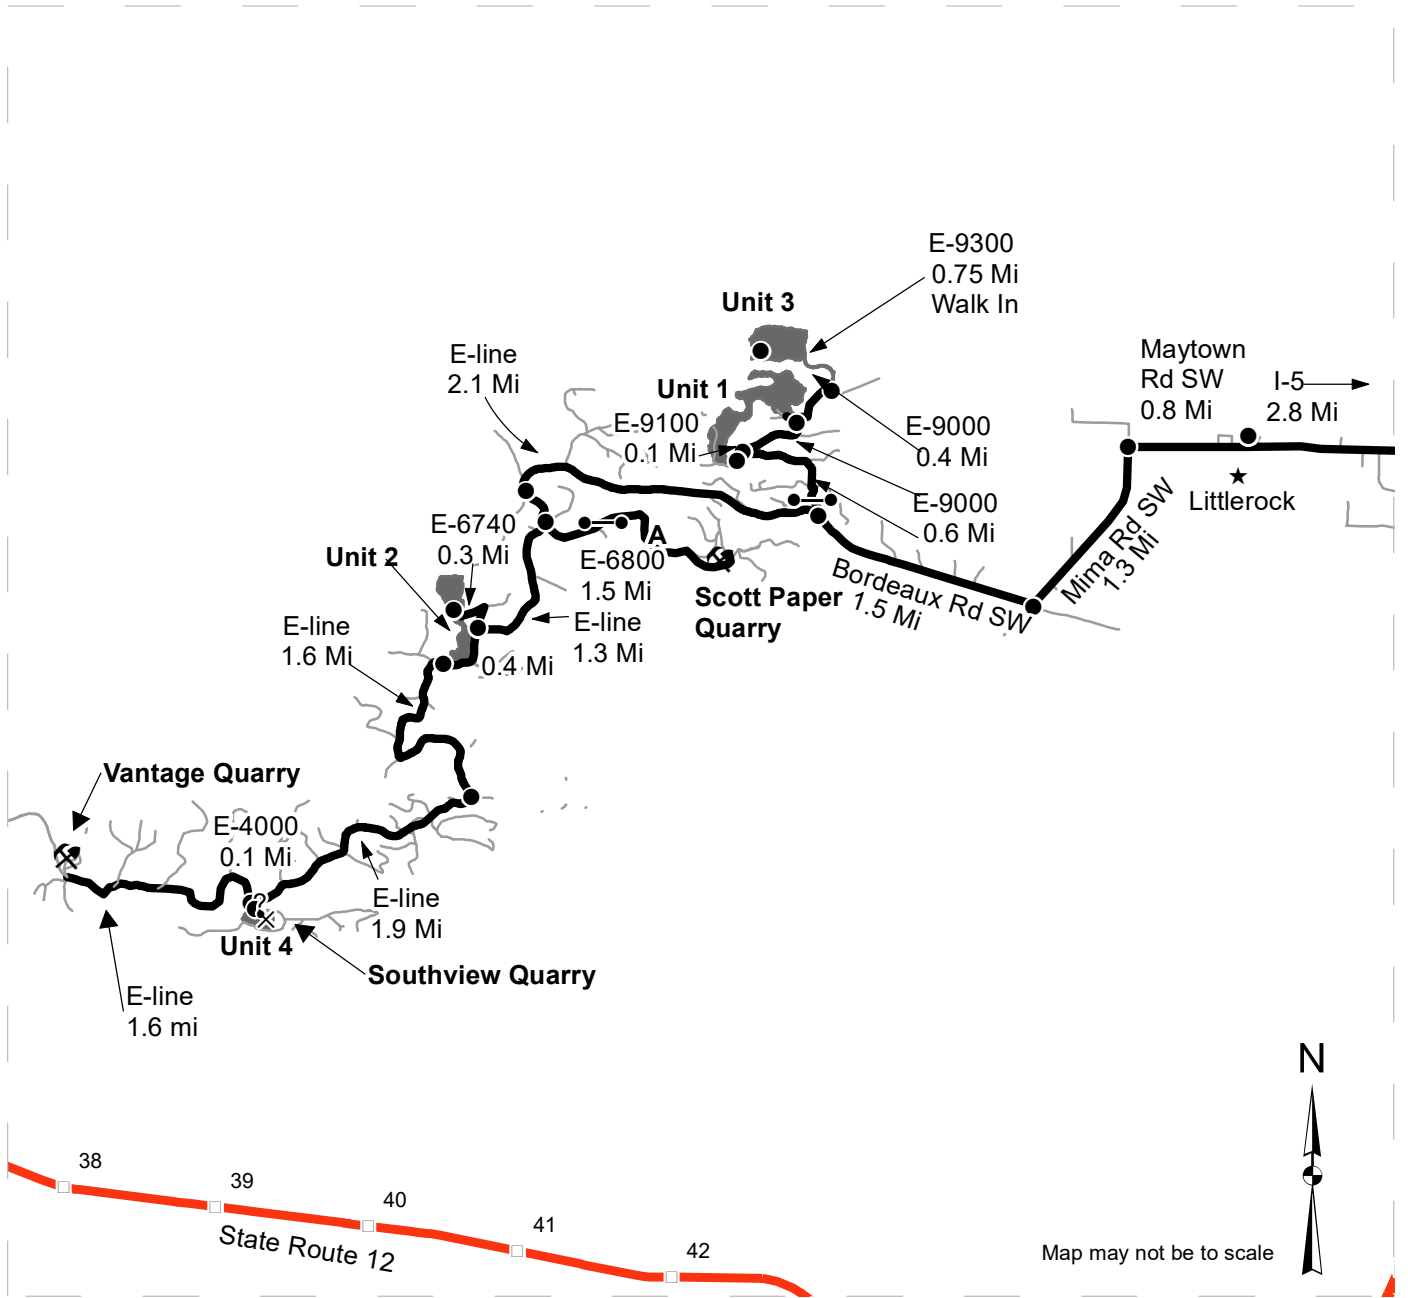 E-9300
0.75 Mi
Walk In
Unit 3
E-line
2.1 Mi
Maytown
Rd SW
0.8 Mi
I-5
2.8 Mi
Unit 1
E-9100
0.1 Mi
E-9000
0.4 Mi
Littlerock
E-9000
0.6 Mi
E-6740
0.3 Mi
A
Unit 2
E-6800
1.5 Mi
Mima Rd SW
1.3 Mi
Bordeaux Rd SW
1.5 Mi
Scott Paper
Quarry
E-line
1.6 Mi
E-line
1.3 Mi
0.4 Mi
Vantage Quarry
E-4000
0.1 Mi
?
E-line
1.9 Mi
Unit 4
Southview Quarry
E-line
1.6 mi
N
38
39
40
41
42
State Route 12
Map may not be to scale